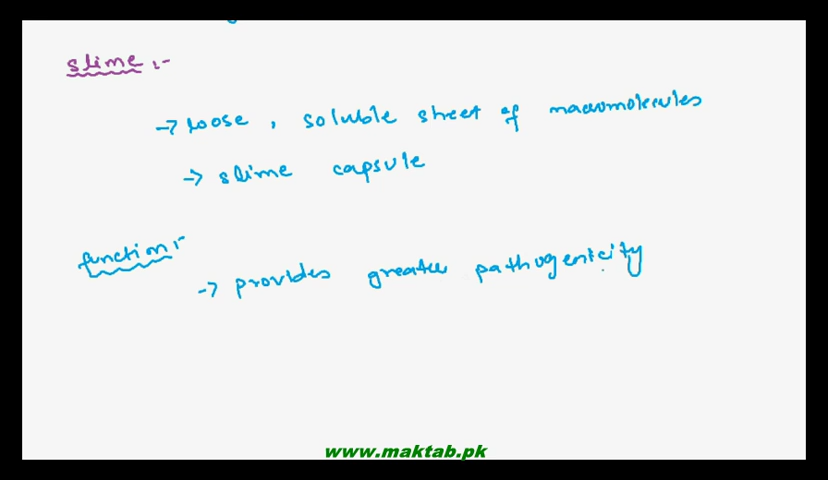 slime :-
→ loose , soluble sheet of macromolecules
→ slime capsule
function :-
→ provides greater pathogenicity
www.maktab.pk